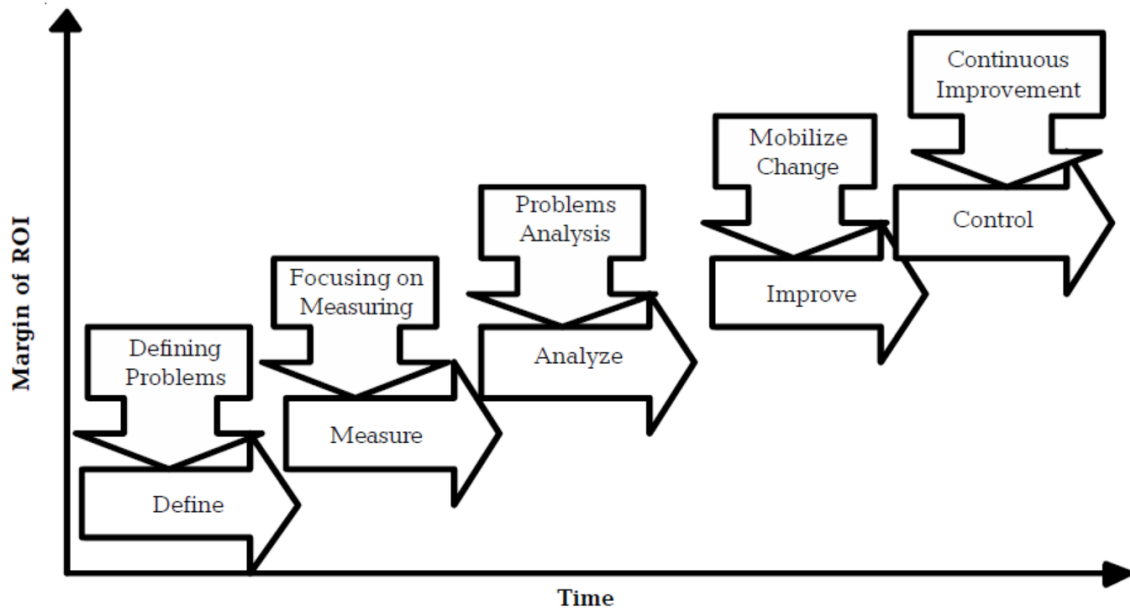 Margin of ROI
Continuous
Improvement
Control
Mobilize
Change
Improve
Problems
Analysis
Analyze
Focusing on
Measuring
Measure
Defining
Problems
Define
Time